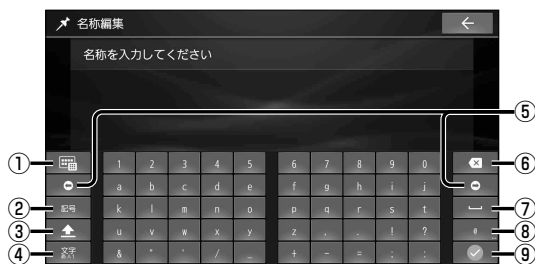 名称編集
名称を入力してください
⑤
① 1 2 3 4 5 6 7 8 9 0 ⑥
a b c d e f g h i j
② 記号 k l m n o p q r s t ⑦
③ u v w x y z , . ! ? ⑧
④ 文字 & / _ + - = : ; ⑨